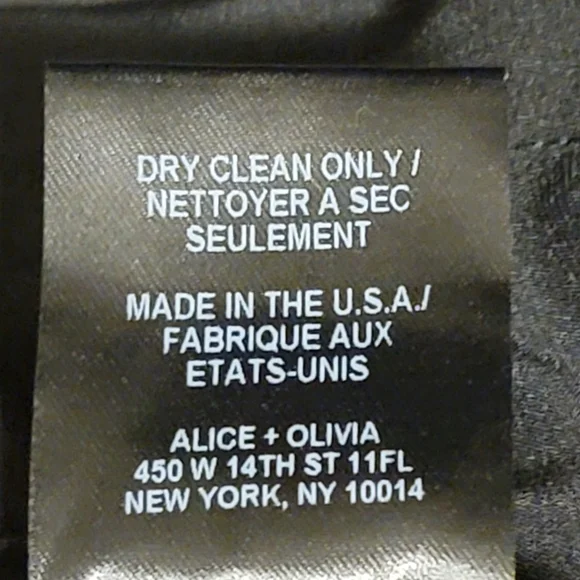 DRY CLEAN ONLY /
NETTOYER A SEC
SEULEMENT
MADE IN THE U.S.A./
FABRIQUE AUX
ETATS-UNIS
ALICE + OLIVIA
450 W 14TH ST 11FL
NEW YORK, NY 10014